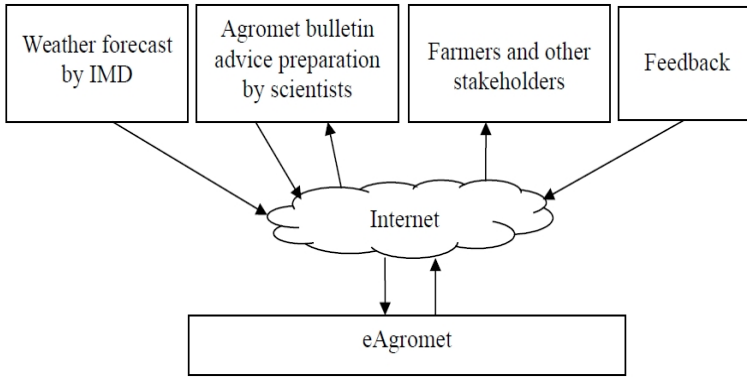 Weather forecast
by IMD
Agromet bulletin
advice preparation
by scientists
Farmers and other
stakeholders
Feedback
Internet
eAgromet